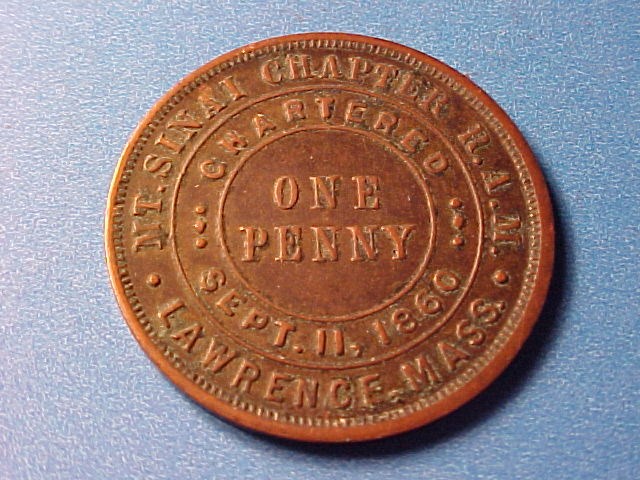 MT. SINAI CHAPTER R.A.M.
CHARTERED
ONE
PENNY
SEPT. 11, 1860
LAWRENCE. MASS.